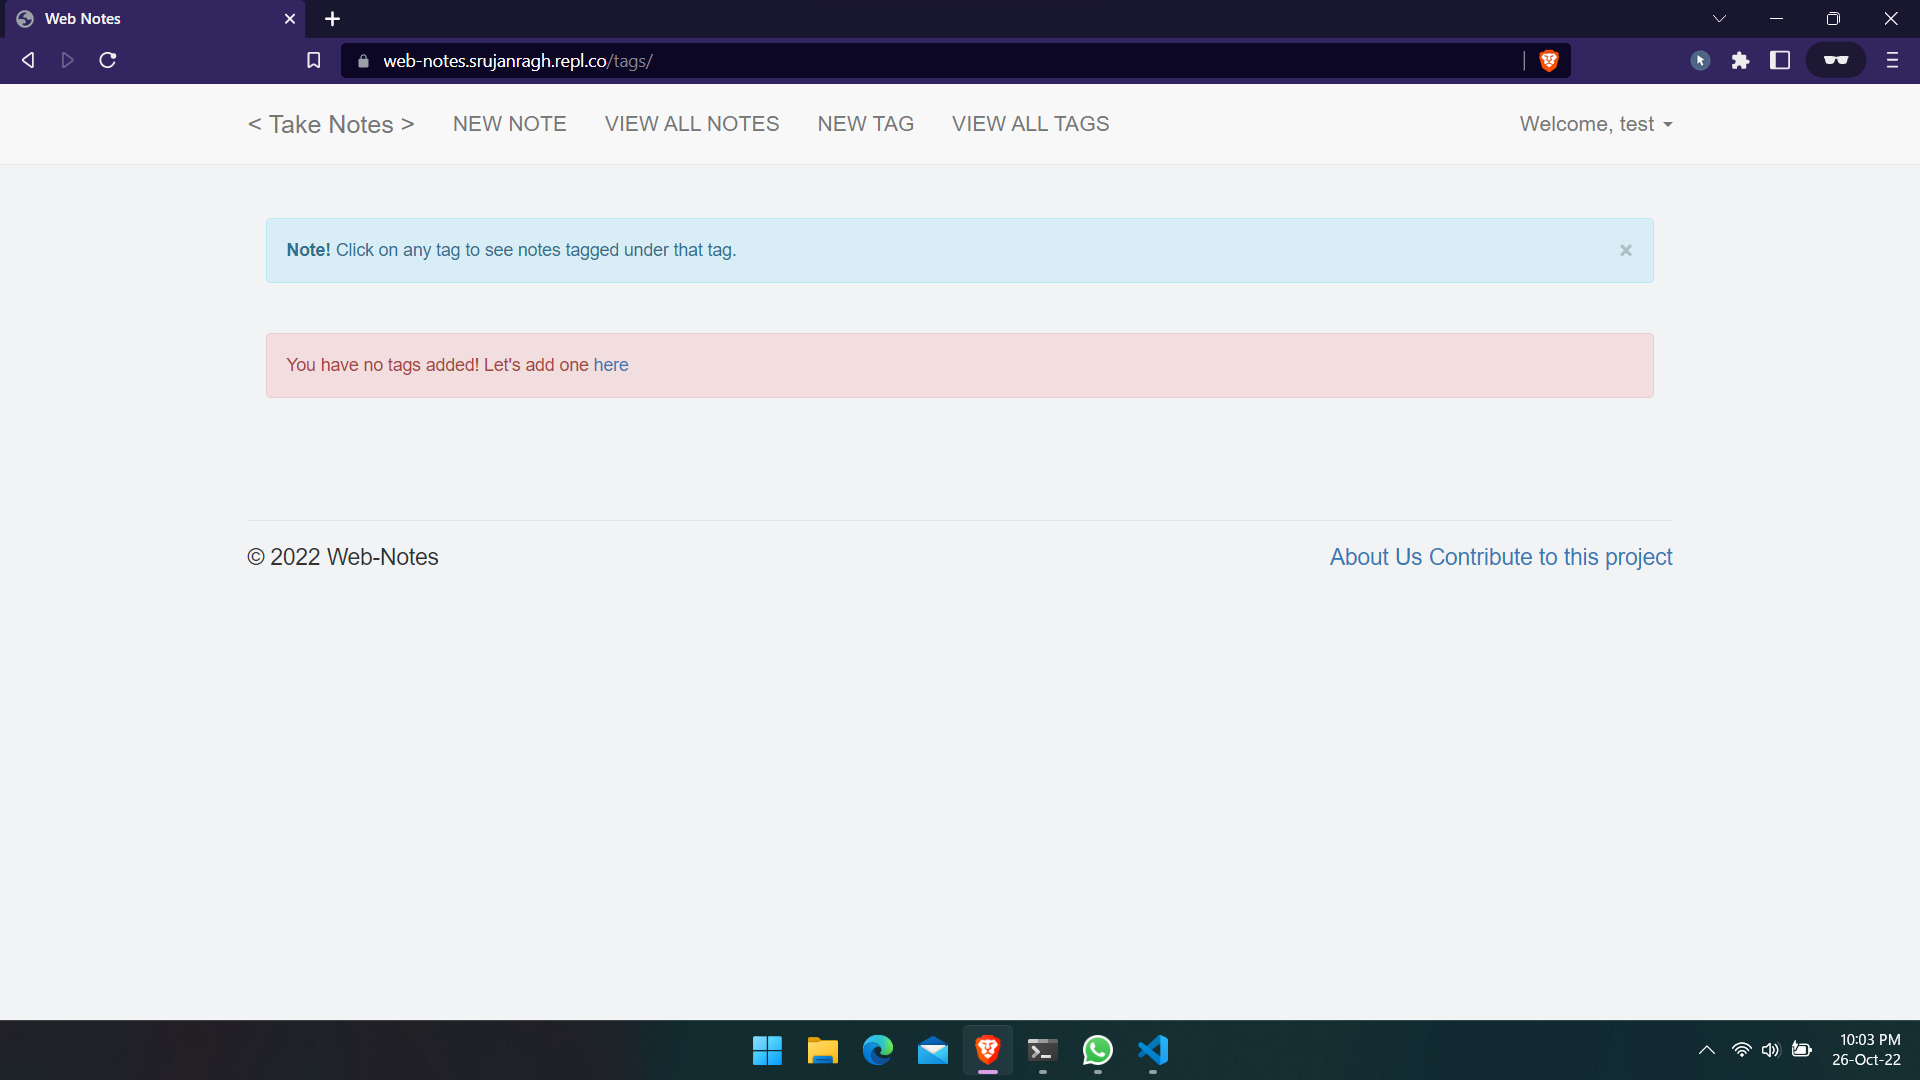 Web Notes
web-notes.srujanragh.repl.co/tags/
< Take Notes > NEW NOTE VIEW ALL NOTES NEW TAG VIEW ALL TAGS Welcome, test
Note! Click on any tag to see notes tagged under that tag. ×
You have no tags added! Let's add one here
© 2022 Web-Notes About Us Contribute to this project
10:03 PM
26-Oct-22